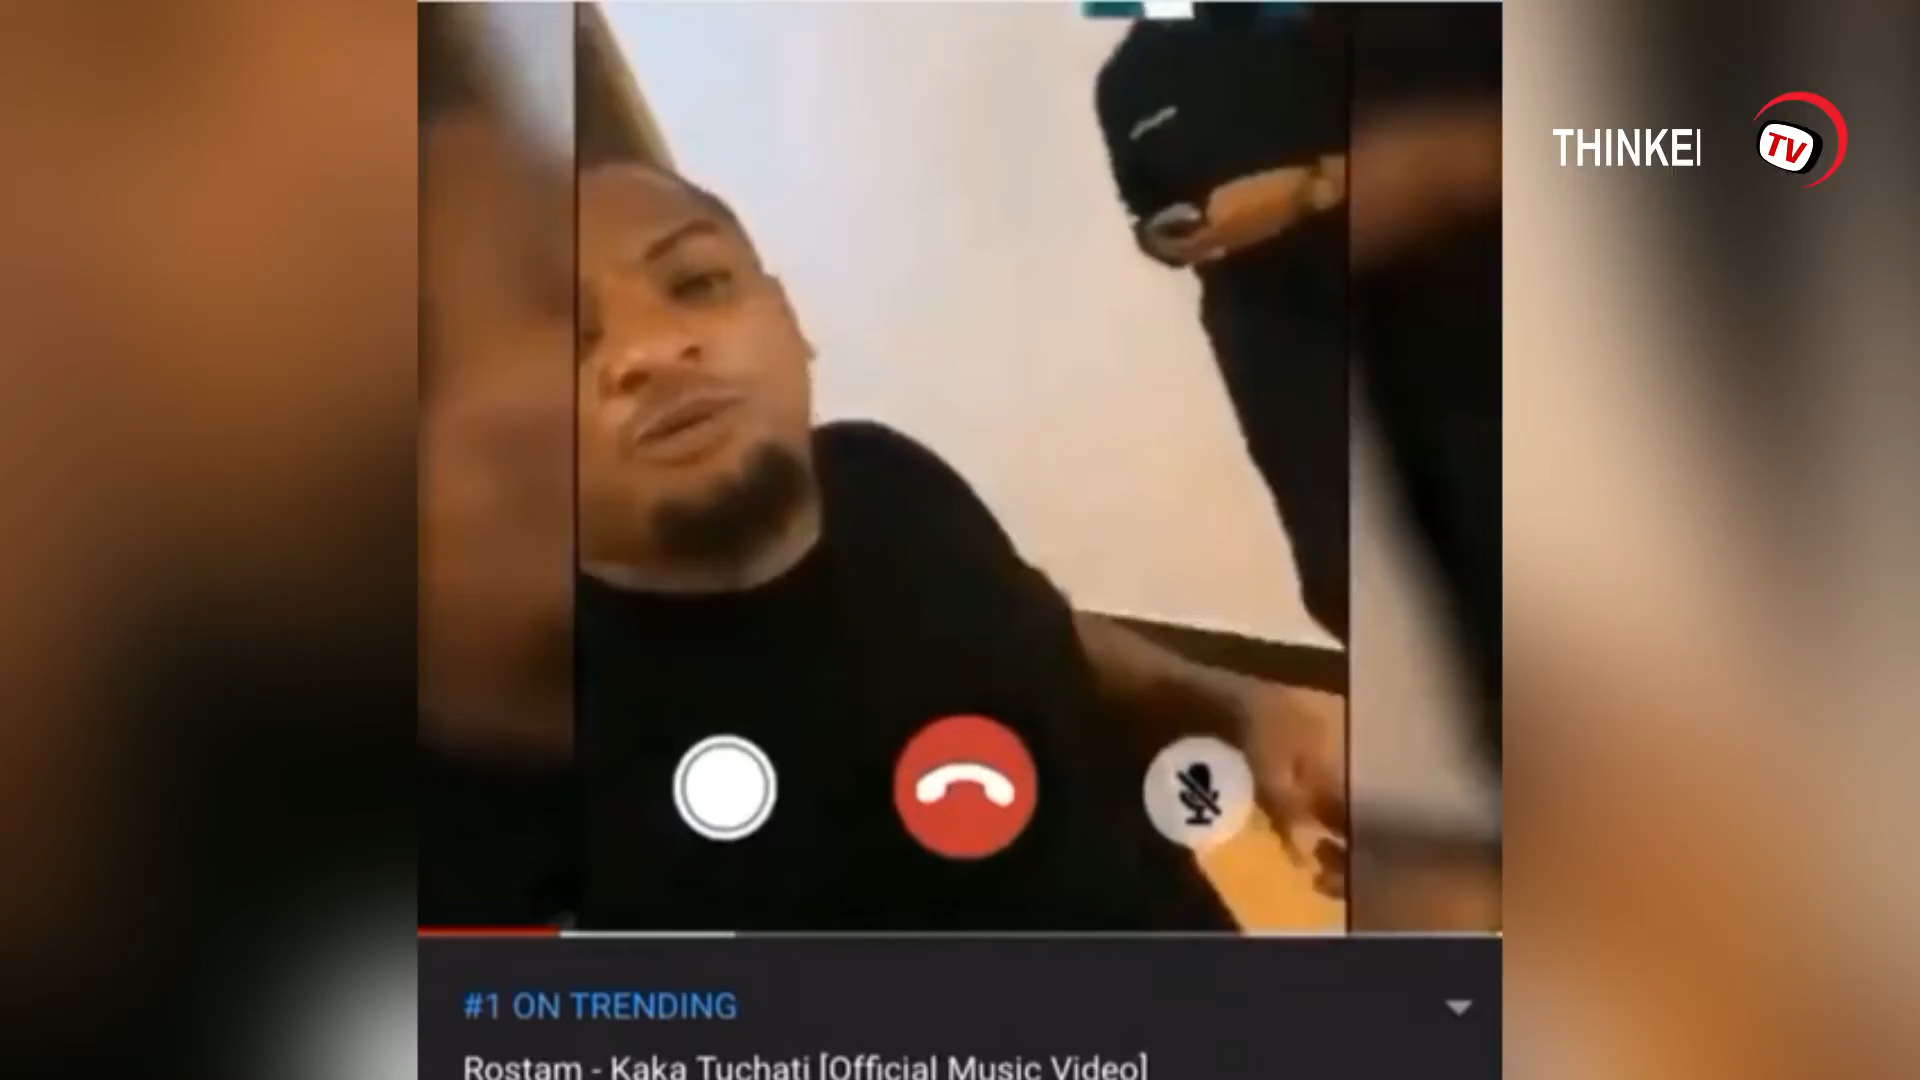 THINKE
TV
#1 ON TRENDING
Rostam - Kaka Tuchati [Official Music Video]